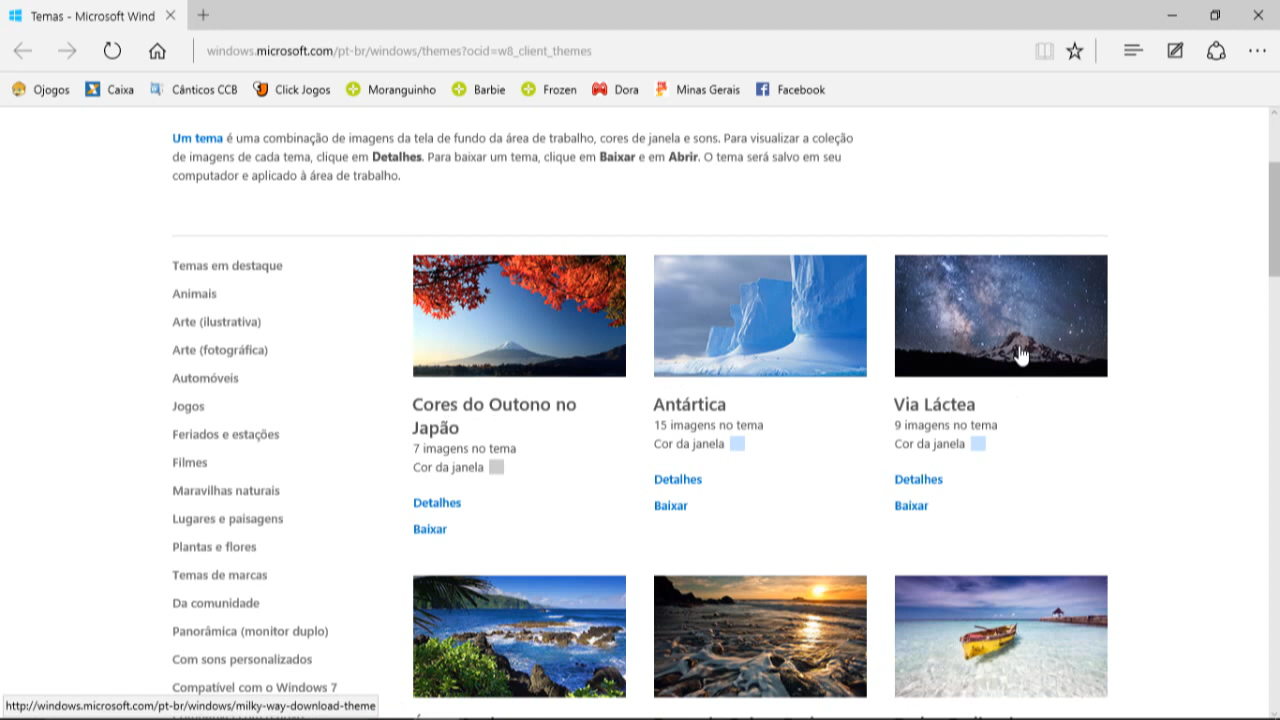 Temas - Microsoft Wind
windows.microsoft.com/pt-br/windows/themes?ocid=w8_client_themes
Ojogos
Caixa
Cânticos CCB
Click Jogos
Moranguinho
Barbie
Frozen
Dora
Minas Gerais
Facebook
Um tema é uma combinação de imagens da tela de fundo da área de trabalho, cores de janela e sons. Para visualizar a coleção
de imagens de cada tema, clique em Detalhes. Para baixar um tema, clique em Baixar e em Abrir. O tema será salvo em seu
computador e aplicado à área de trabalho.
Temas em destaque
Animais
Arte (ilustrativa)
Arte (fotográfica)
Automóveis
Jogos
Feriados e estações
Filmes
Maravilhas naturais
Lugares e paisagens
Plantas e flores
Temas de marcas
Da comunidade
Panorâmica (monitor duplo)
Com sons personalizados
Compatível com o Windows 7
Cores do Outono no
Japão
7 imagens no tema
Cor da janela
Detalhes
Baixar
Antártica
15 imagens no tema
Cor da janela
Detalhes
Baixar
Via Láctea
9 imagens no tema
Cor da janela
Detalhes
Baixar
http://windows.microsoft.com/pt-br/windows/milky-way-download-theme